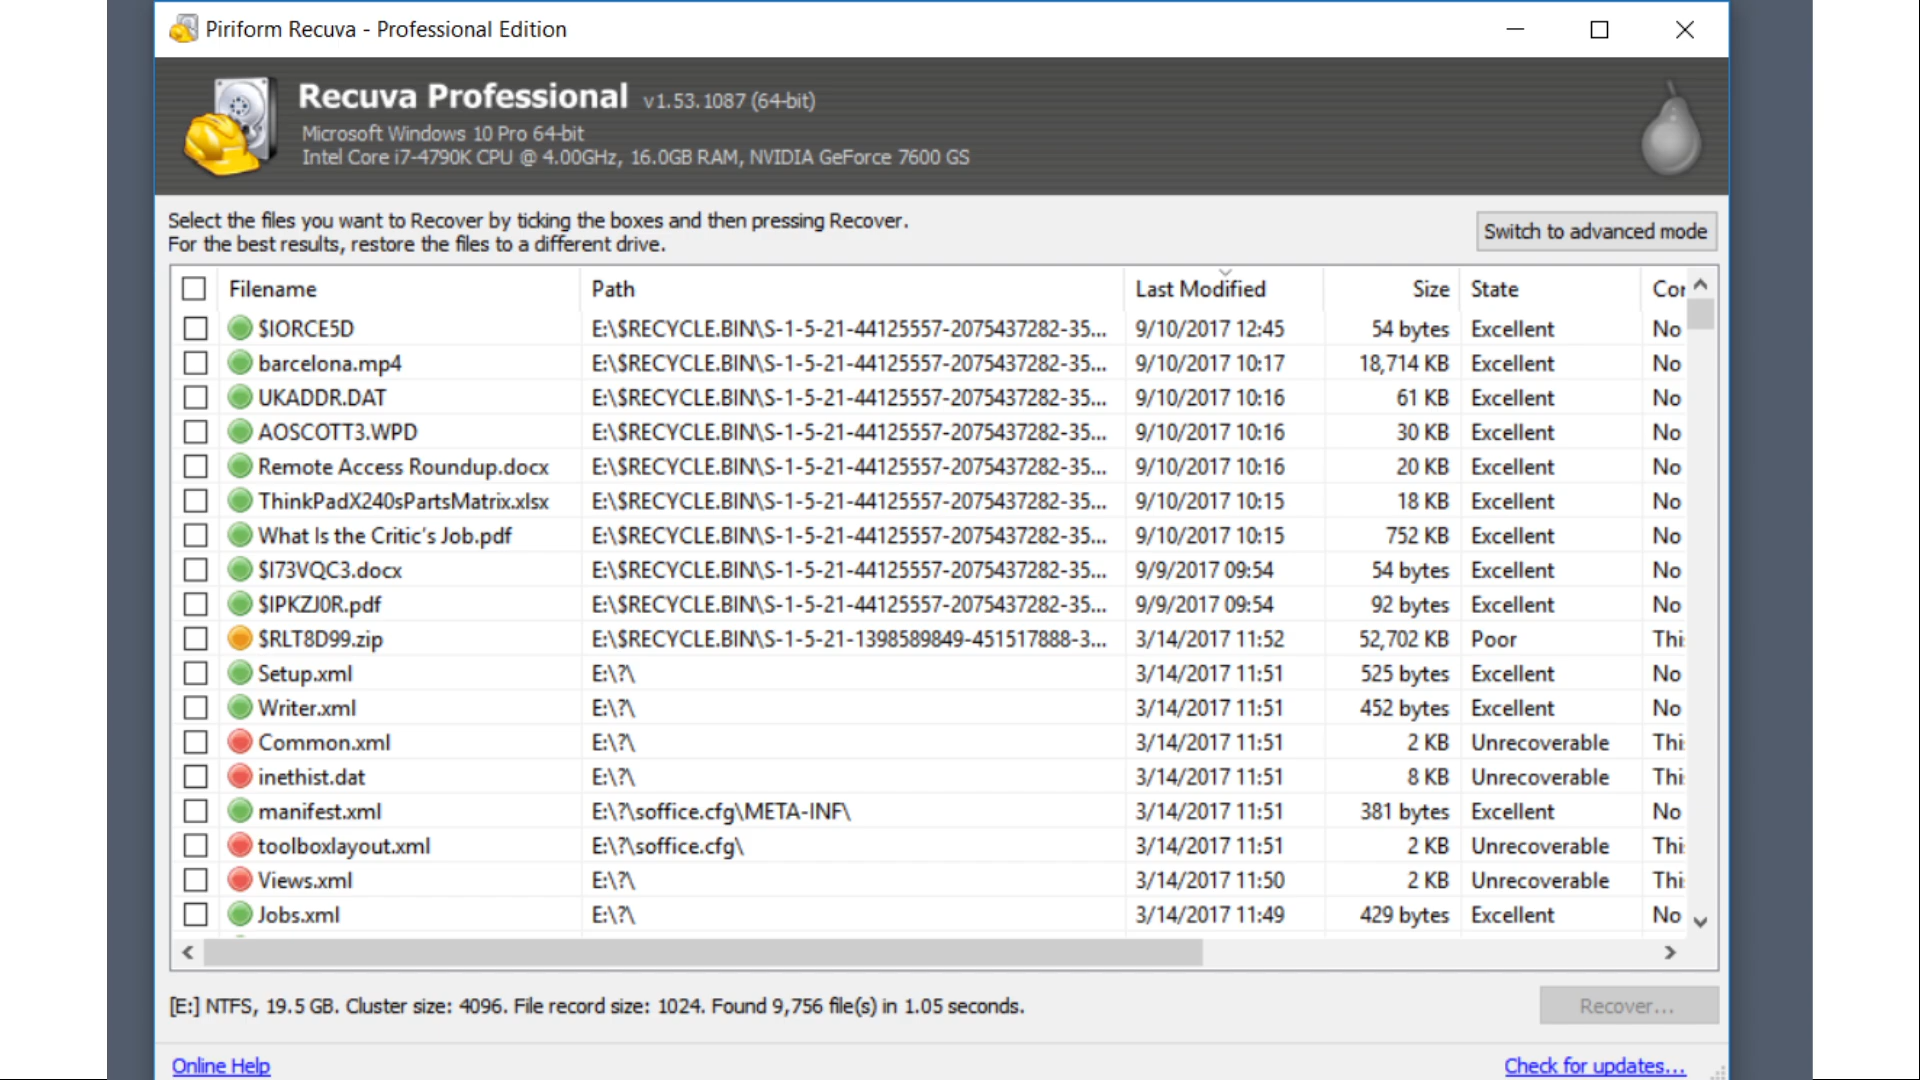 Piriform Recuva - Professional Edition
Recuva Professional v1.53.1087 (64-bit)
Microsoft Windows 10 Pro 64-bit
Intel Core i7-4790K CPU @ 4.00GHz, 16.0GB RAM, NVIDIA GeForce 7600 GS
Select the files you want to Recover by ticking the boxes and then pressing Recover.
For the best results, restore the files to a different drive.
Switch to advanced mode
Filename Path Last Modified Size State Cor
$IORCE5D E:\$RECYCLE.BIN\S-1-5-21-44125557-2075437282-35... 9/10/2017 12:45 54 bytes Excellent No
barcelona.mp4 E:\$RECYCLE.BIN\S-1-5-21-44125557-2075437282-35... 9/10/2017 10:17 18,714 KB Excellent No
UKADDR.DAT E:\$RECYCLE.BIN\S-1-5-21-44125557-2075437282-35... 9/10/2017 10:16 61 KB Excellent No
AOSCOTT3.WPD E:\$RECYCLE.BIN\S-1-5-21-44125557-2075437282-35... 9/10/2017 10:16 30 KB Excellent No
Remote Access Roundup.docx E:\$RECYCLE.BIN\S-1-5-21-44125557-2075437282-35... 9/10/2017 10:16 20 KB Excellent No
ThinkPadX240sPartsMatrix.xlsx E:\$RECYCLE.BIN\S-1-5-21-44125557-2075437282-35... 9/10/2017 10:15 18 KB Excellent No
What Is the Critic's Job.pdf E:\$RECYCLE.BIN\S-1-5-21-44125557-2075437282-35... 9/10/2017 10:15 752 KB Excellent No
$I73VQC3.docx E:\$RECYCLE.BIN\S-1-5-21-44125557-2075437282-35... 9/9/2017 09:54 54 bytes Excellent No
$IPKZJ0R.pdf E:\$RECYCLE.BIN\S-1-5-21-44125557-2075437282-35... 9/9/2017 09:54 92 bytes Excellent No
$RLT8D99.zip E:\$RECYCLE.BIN\S-1-5-21-1398589849-451517888-3... 3/14/2017 11:52 52,702 KB Poor Thi
Setup.xml E:\?\ 3/14/2017 11:51 525 bytes Excellent No
Writer.xml E:\?\ 3/14/2017 11:51 452 bytes Excellent No
Common.xml E:\?\ 3/14/2017 11:51 2 KB Unrecoverable Thi
inethist.dat E:\?\ 3/14/2017 11:51 8 KB Unrecoverable Thi
manifest.xml E:\?\soffice.cfg\META-INF\ 3/14/2017 11:51 381 bytes Excellent No
toolboxlayout.xml E:\?\soffice.cfg\ 3/14/2017 11:51 2 KB Unrecoverable Thi
Views.xml E:\?\ 3/14/2017 11:50 2 KB Unrecoverable Thi
Jobs.xml E:\?\ 3/14/2017 11:49 429 bytes Excellent No
[E:] NTFS, 19.5 GB. Cluster size: 4096. File record size: 1024. Found 9,756 file(s) in 1.05 seconds.
Recover...
Online Help
Check for updates...